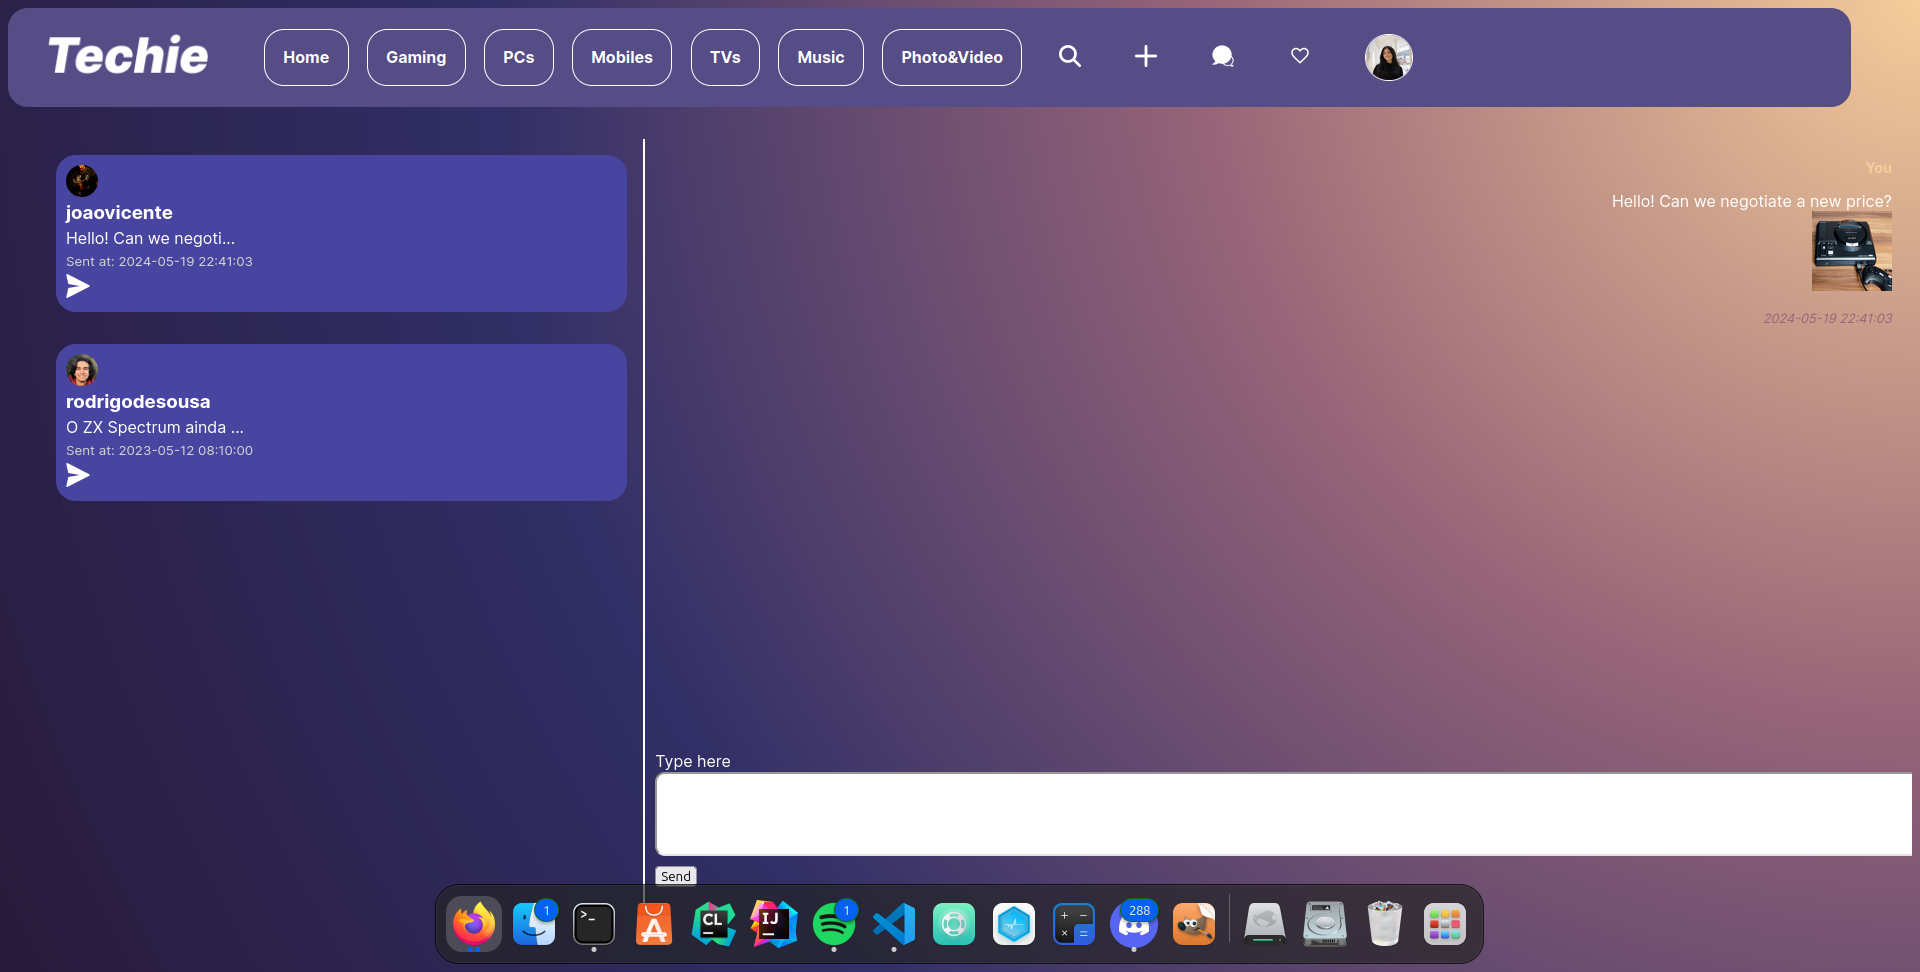 Techie
Home
Gaming
PCs
Mobiles
TVs
Music
Photo&Video
joaovicente
Hello! Can we negoti...
Sent at: 2024-05-19 22:41:03
rodrigodesousa
O ZX Spectrum ainda ...
Sent at: 2023-05-12 08:10:00
You
Hello! Can we negotiate a new price?
2024-05-19 22:41:03
Type here
Send
1
>_
CL
IJ
1
288